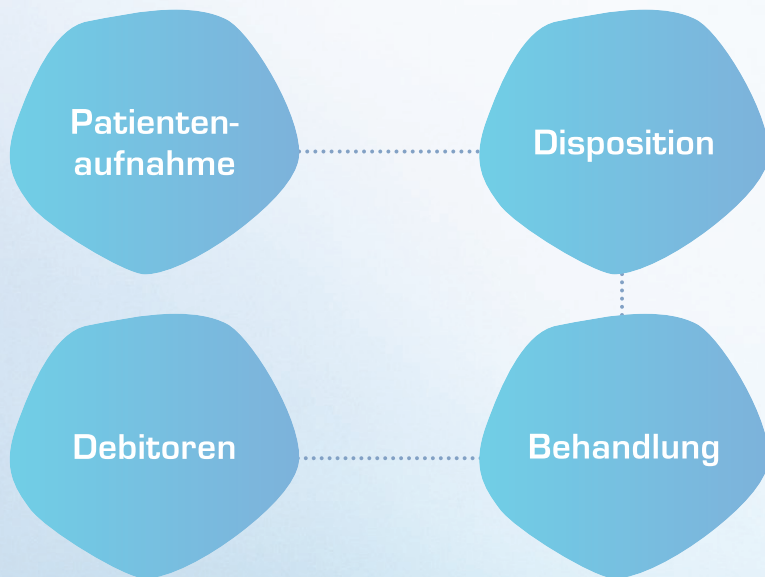 Patienten-
aufnahme
Disposition
Debitoren
Behandlung